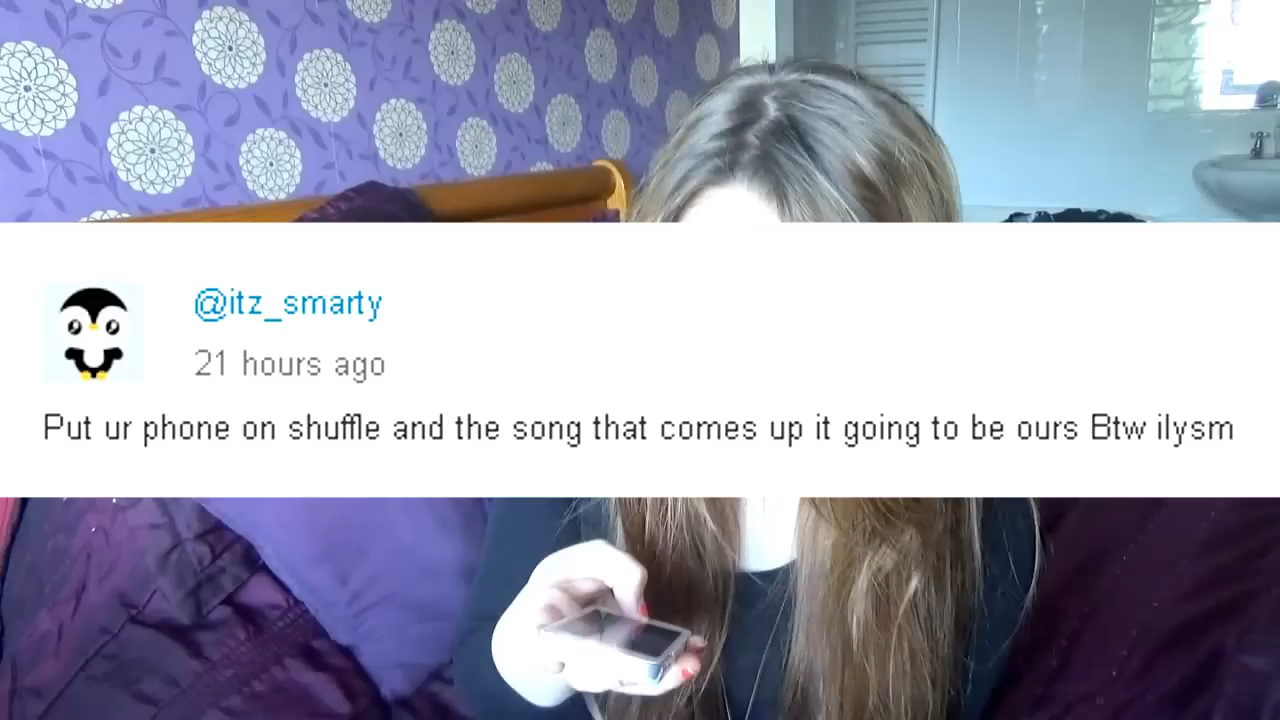 @itz_smarty
21 hours ago
Put ur phone on shuffle and the song that comes up it going to be ours Btw ilysm